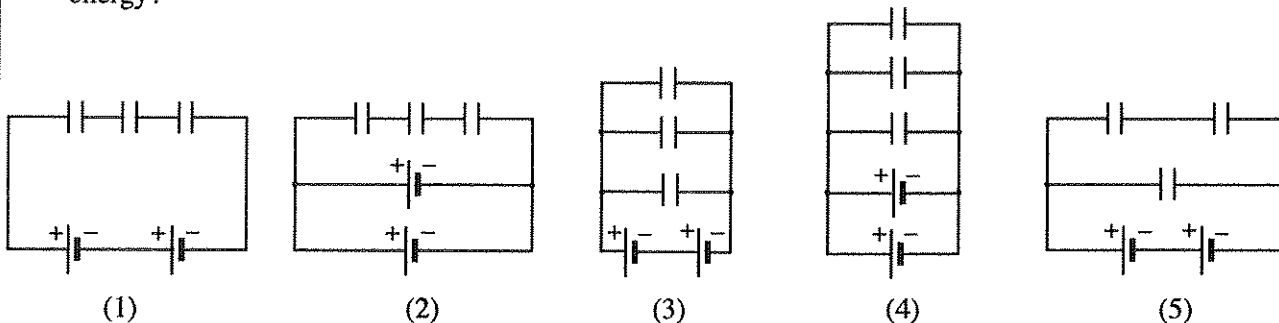 energy?
+ − + −
+ −
+ −
+ − + −
+ −
+ −
+ − + −
(1) (2) (3) (4) (5)